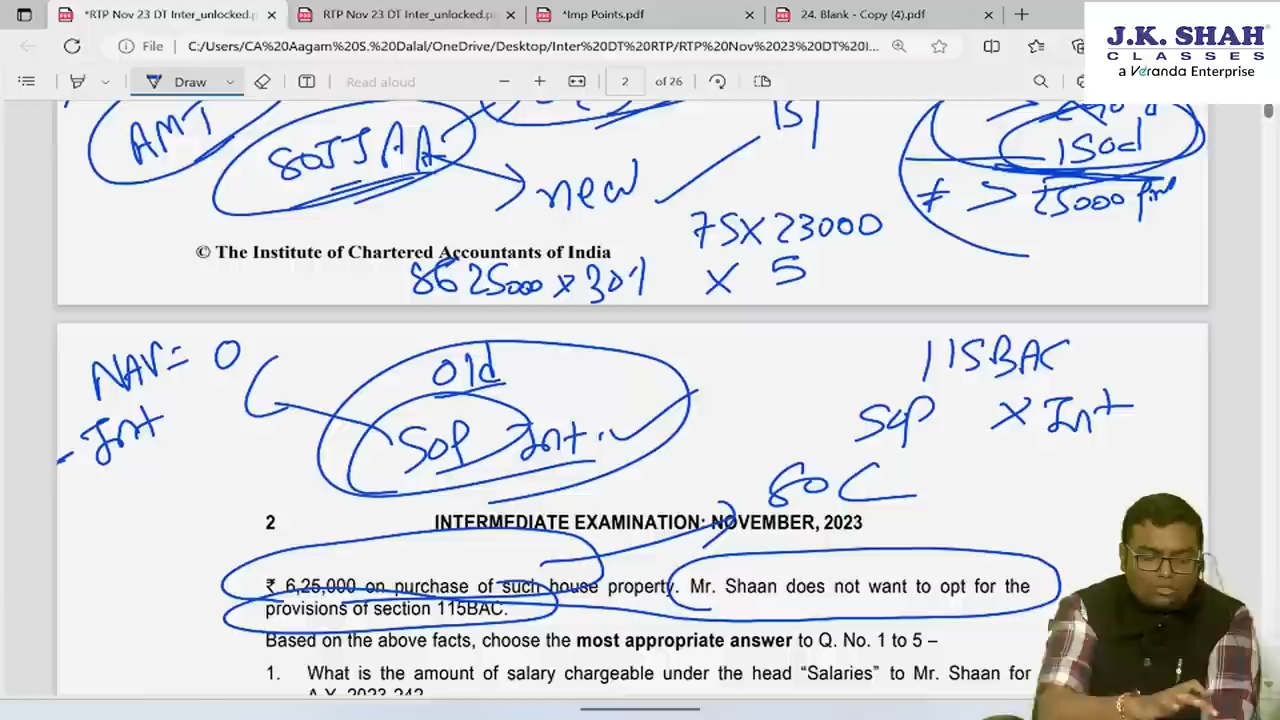 *RTP Nov 23 DT Inter_unlocked.p
RTP Nov 23 DT Inter_unlocked.p
*Imp Points.pdf
24. Blank - Copy (4).pdf
J.K. SHAH
CLASSES
a Veranda Enterprise
File
C:/Users/CA%20Aagam%20S.%20Dalal/OneDrive/Desktop/Inter%20DT%20RTP/RTP%20Nov%202023%20DT%20I...
Draw
Read aloud
2
of 26
AMT
80JJAA
new
150d
≠ > 25000
75 x 23000
© The Institute of Chartered Accountants of India
8625000 x 30%
x 5
NAV = 0
- Int
Old
SOP Int.
115BAC
SOP x Int
80C
2 INTERMEDIATE EXAMINATION: NOVEMBER, 2023
₹ 6,25,000 on purchase of such house property. Mr. Shaan does not want to opt for the
provisions of section 115BAC.
Based on the above facts, choose the most appropriate answer to Q. No. 1 to 5 –
1. What is the amount of salary chargeable under the head "Salaries" to Mr. Shaan for
A.Y. 2023-24?